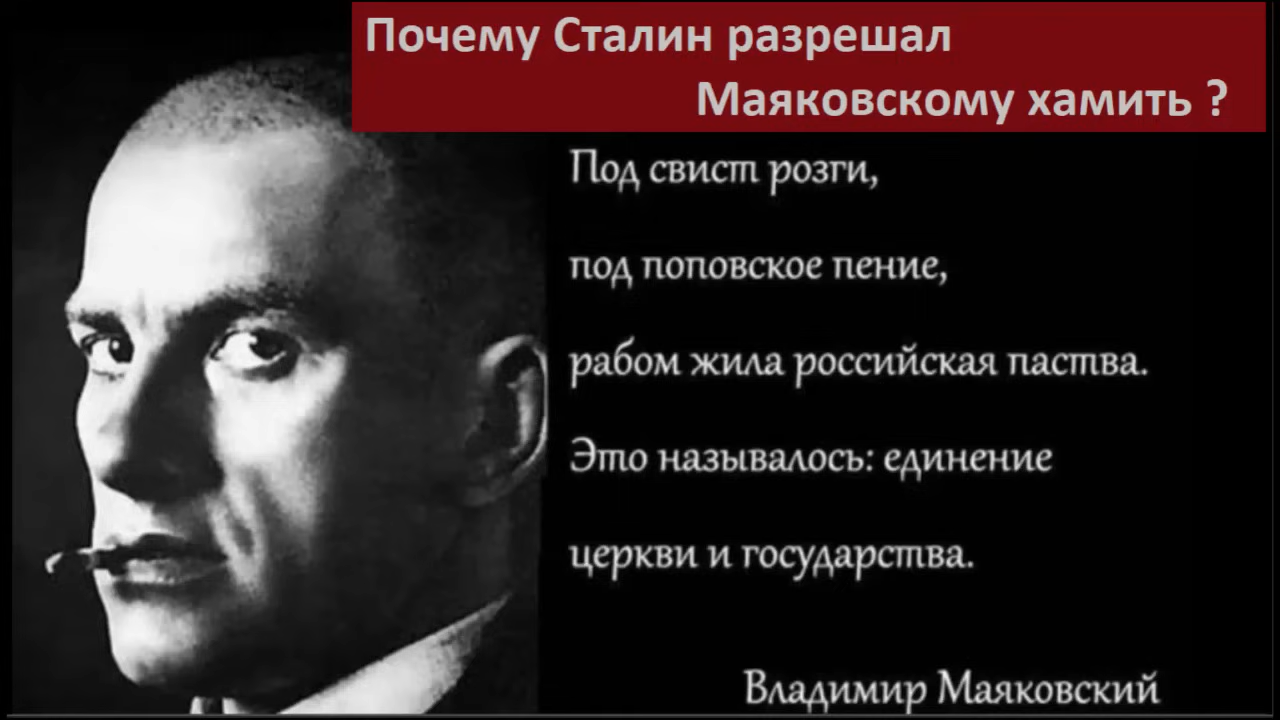 Почему Сталин разрешал
Маяковскому хамить ?
Под свист розги,
под поповское пение,
рабом жила российская паства.
Это называлось: единение
церкви и государства.
Владимир Маяковский